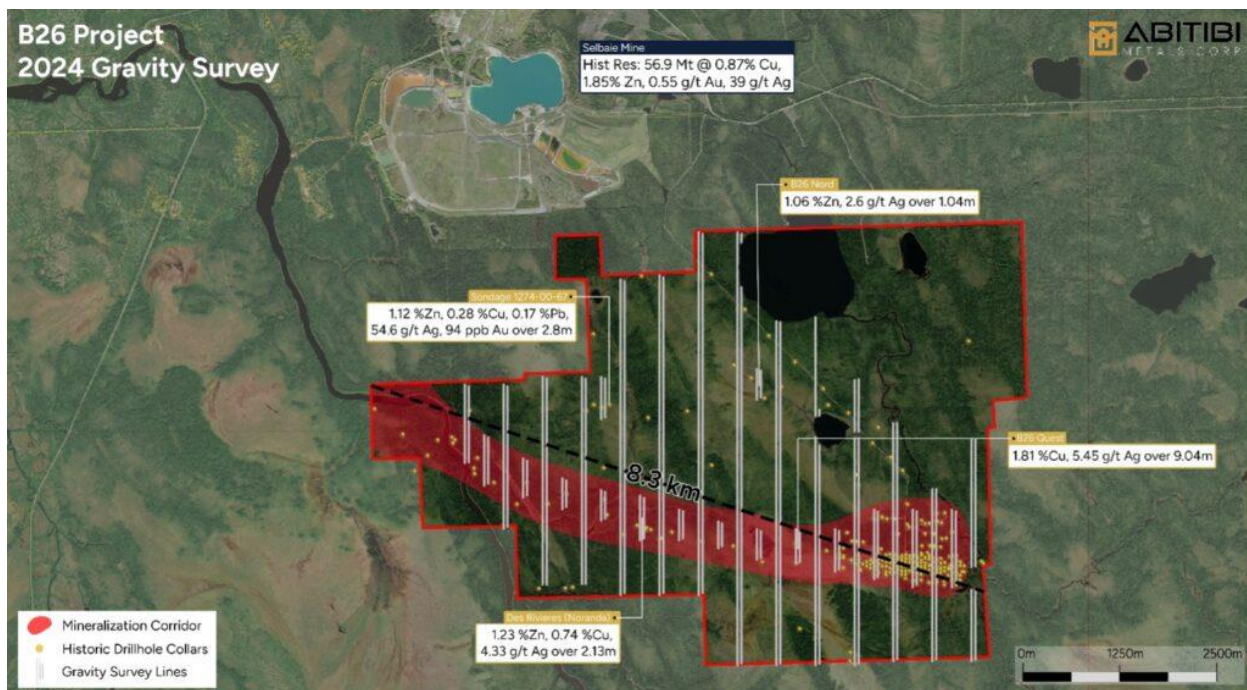 B26 Project
2024 Gravity Survey
ABITIBI
METALS CORP
Selbaie Mine
Hist Res: 56.9 Mt @ 0.87% Cu,
1.85% Zn, 0.55 g/t Au, 39 g/t Ag
B26 Nord
1.06 %Zn, 2.6 g/t Ag over 1.04m
Sondage 1274-00-67
1.12 %Zn, 0.28 %Cu, 0.17 %Pb,
54.6 g/t Ag, 94 ppb Au over 2.8m
B26 Ouest
1.81 %Cu, 5.45 g/t Ag over 9.04m
8.3 km
Des Rivieres (Noranda)
1.23 %Zn, 0.74 %Cu,
4.33 g/t Ag over 2.13m
Mineralization Corridor
Historic Drillhole Collars
Gravity Survey Lines
0m 1250m 2500m